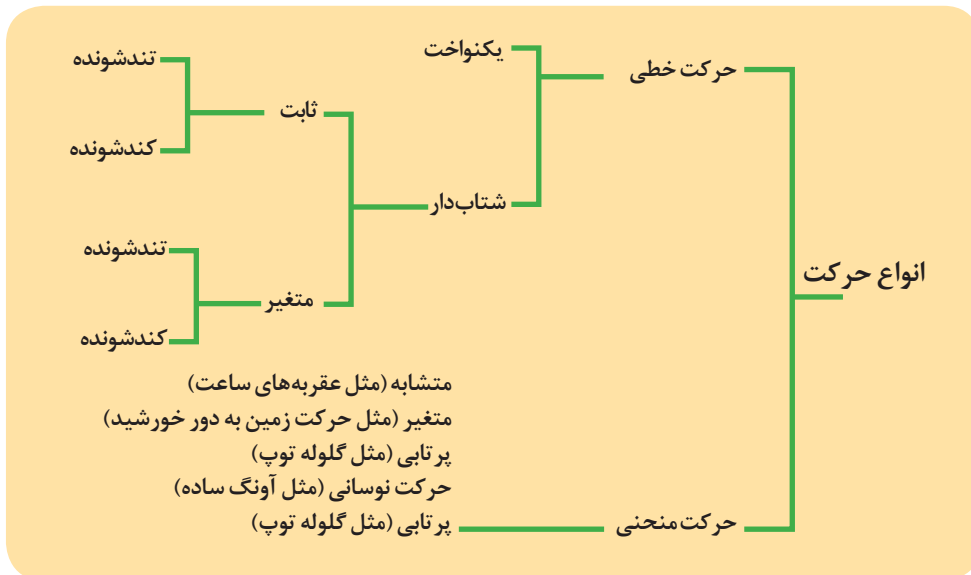 انواع حرکت
حرکت خطی
یکنواخت
شتاب‌دار
ثابت
تندشونده
کندشونده
متغیر
تندشونده
کندشونده
حرکت منحنی
متشابه (مثل عقربه‌های ساعت)
متغیر (مثل حرکت زمین به دور خورشید)
پرتابی (مثل گلوله توپ)
حرکت نوسانی (مثل آونگ ساده)
پرتابی (مثل گلوله توپ)